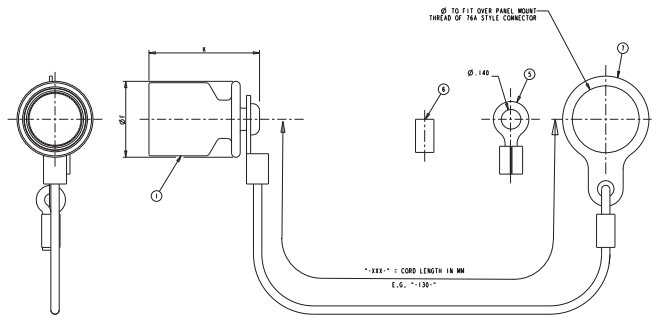 Ø TO FIT OVER PANEL MOUNT
THREAD OF 76A STYLE CONNECTOR
K
7
Ø.140
5
6
ØF
1
"-XXX-" = CORD LENGTH IN MM
E.G. "-130-"